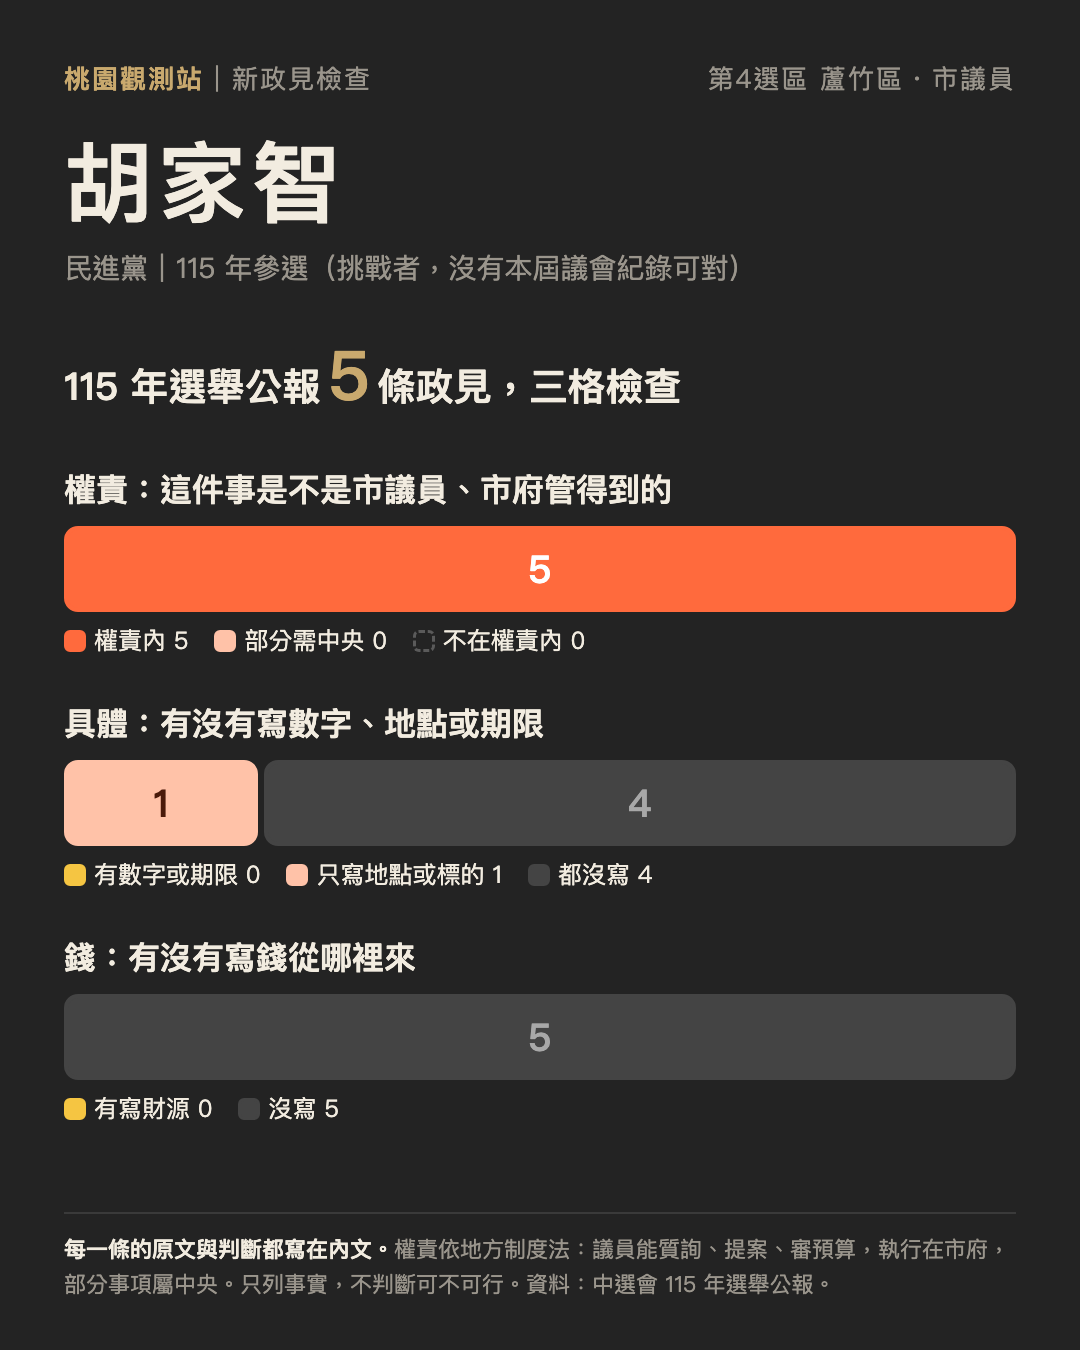 桃園觀測站｜新政見檢查
第4選區 蘆竹區・市議員
胡家智
民進黨｜115 年參選（挑戰者，沒有本屆議會紀錄可對）
115 年選舉公報 5 條政見，三格檢查
權責：這件事是不是市議員、市府管得到的
5
權責內 5 部分需中央 0 不在權責內 0
具體：有沒有寫數字、地點或期限
1 4
有數字或期限 0 只寫地點或標的 1 都沒寫 4
錢：有沒有寫錢從哪裡來
5
有寫財源 0 沒寫 5
每一條的原文與判斷都寫在內文。權責依地方制度法：議員能質詢、提案、審預算，執行在市府，
部分事項屬中央。只列事實，不判斷可不可行。資料：中選會 115 年選舉公報。